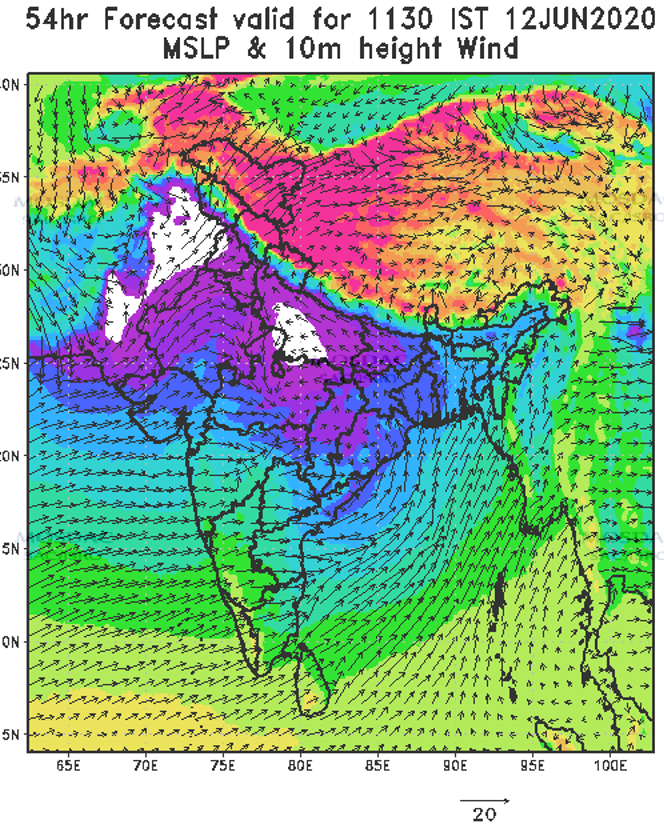 54hr Forecast valid for 1130 IST 12JUN2020
MSLP & 10m height Wind
40N
35N
30N
25N
20N
15N
10N
5N
65E 70E 75E 80E 85E 90E 95E 100E
20
MOSDAC